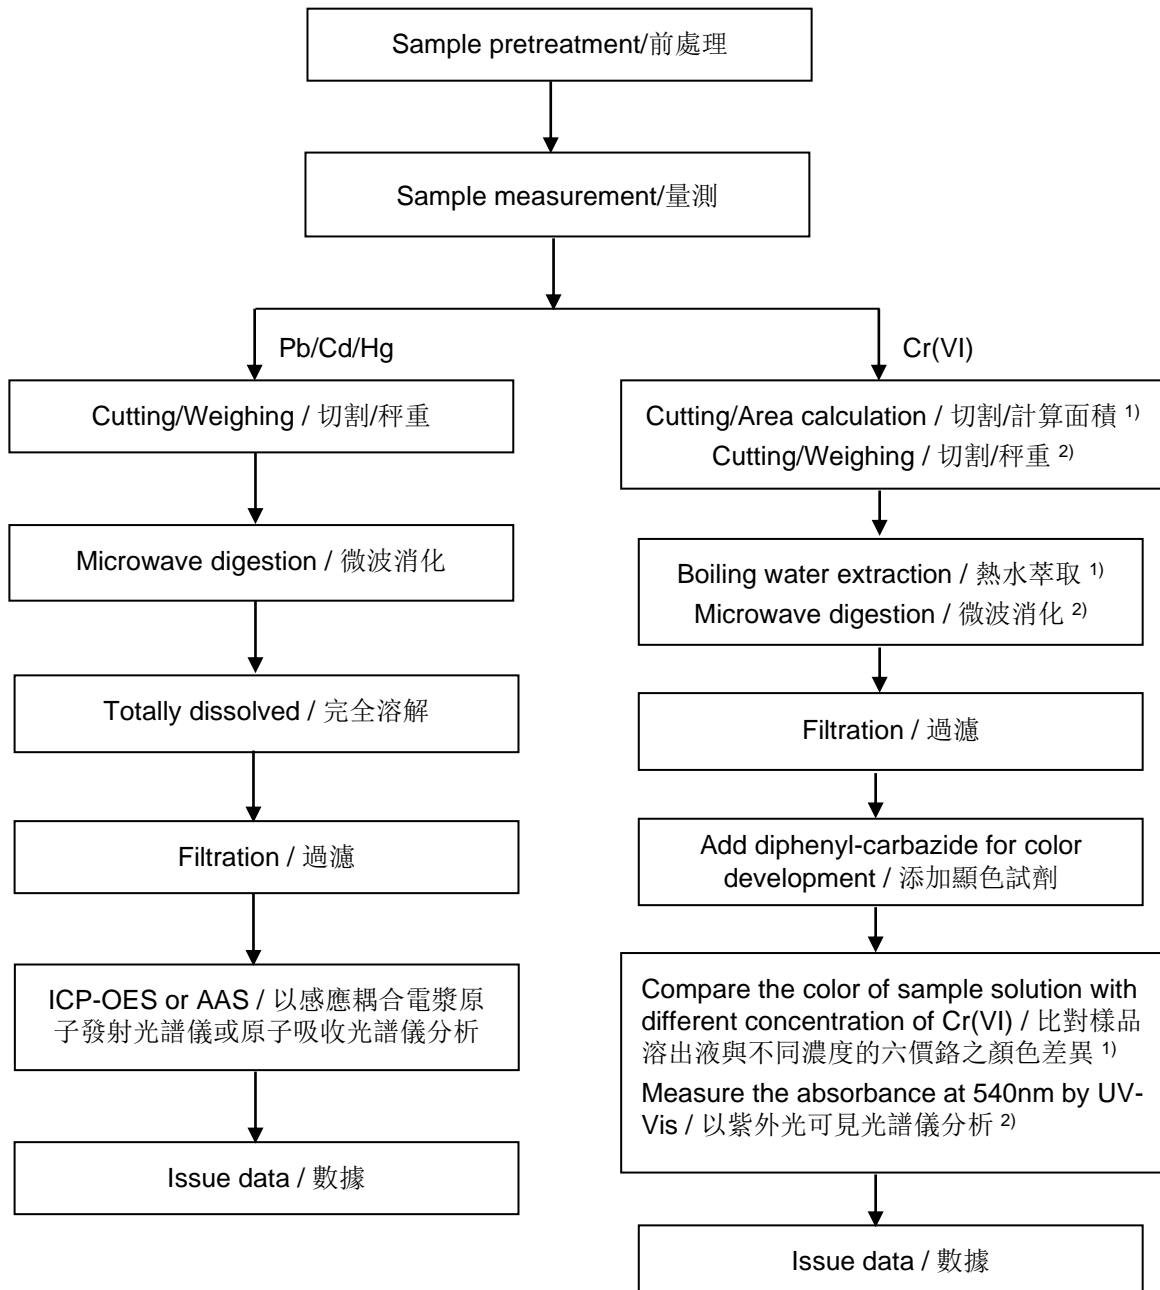 Sample pretreatment/前處理
Sample measurement/量測
Pb/Cd/Hg
Cutting/Weighing / 切割/秤重
Microwave digestion / 微波消化
Totally dissolved / 完全溶解
Filtration / 過濾
ICP-OES or AAS / 以感應耦合電漿原
子發射光譜儀或原子吸收光譜儀分析
Issue data / 數據
Cr(VI)
Cutting/Area calculation / 切割/計算面積 1)
Cutting/Weighing / 切割/秤重 2)
Boiling water extraction / 熱水萃取 1)
Microwave digestion / 微波消化 2)
Filtration / 過濾
Add diphenyl-carbazide for color
development / 添加顯色試劑
Compare the color of sample solution with
different concentration of Cr(VI) / 比對樣品
溶出液與不同濃度的六價鉻之顏色差異 1)
Measure the absorbance at 540nm by UV-
Vis / 以紫外光可見光譜儀分析 2)
Issue data / 數據